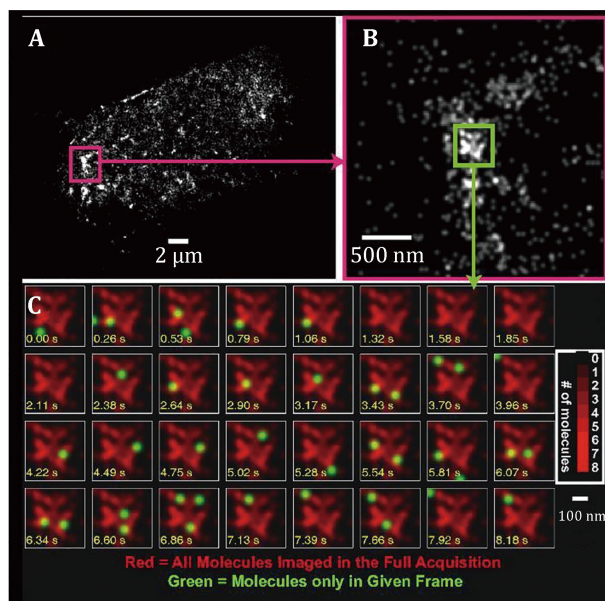 A
B
2 μm
500 nm
C
0.00 s 0.26 s 0.53 s 0.79 s 1.06 s 1.32 s 1.58 s 1.85 s
2.11 s 2.38 s 2.64 s 2.90 s 3.17 s 3.43 s 3.70 s 3.96 s
4.22 s 4.49 s 4.75 s 5.02 s 5.28 s 5.54 s 5.81 s 6.07 s
6.34 s 6.60 s 6.86 s 7.13 s 7.39 s 7.66 s 7.92 s 8.18 s
# of molecules
0
1
2
3
4
5
6
7
8
100 nm
Red = All Molecules Imaged in the Full Acquisition
Green = Molecules only in Given Frame